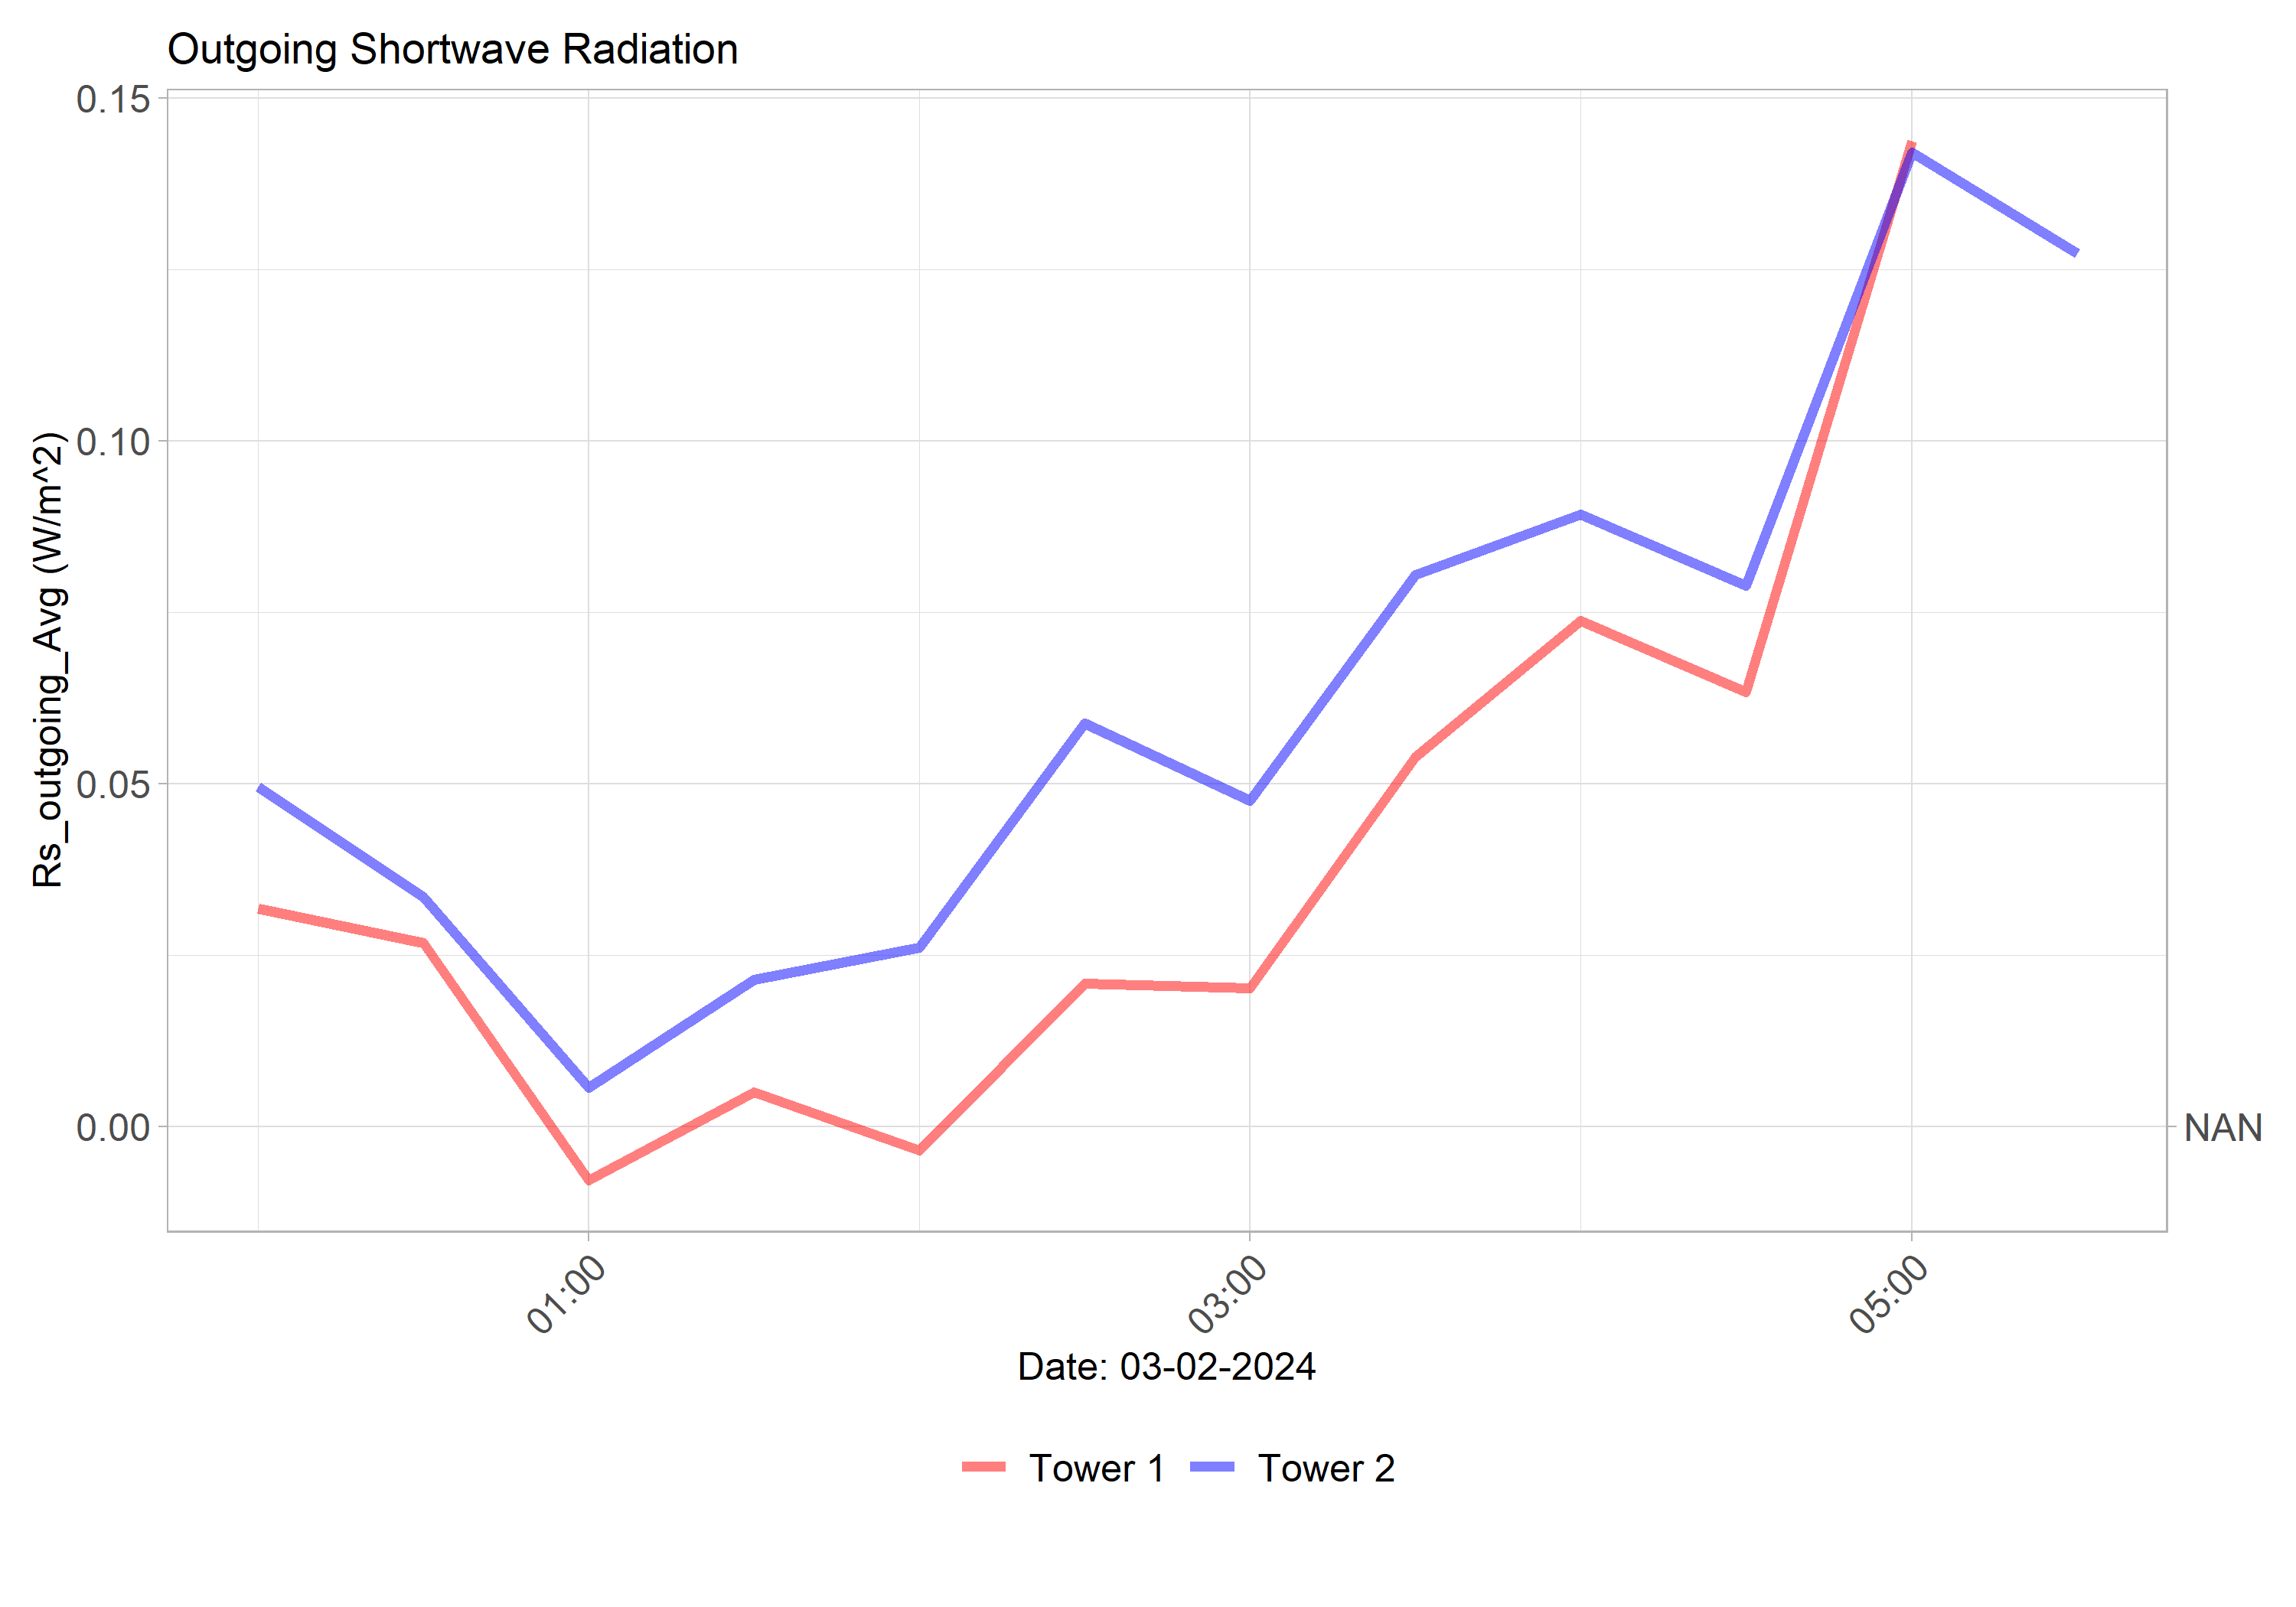 Outgoing Shortwave Radiation
0.15
0.10
0.05
0.00
Rs_outgoing_Avg (W/m^2)
NAN
01:00
03:00
05:00
Date: 03-02-2024
Tower 1
Tower 2